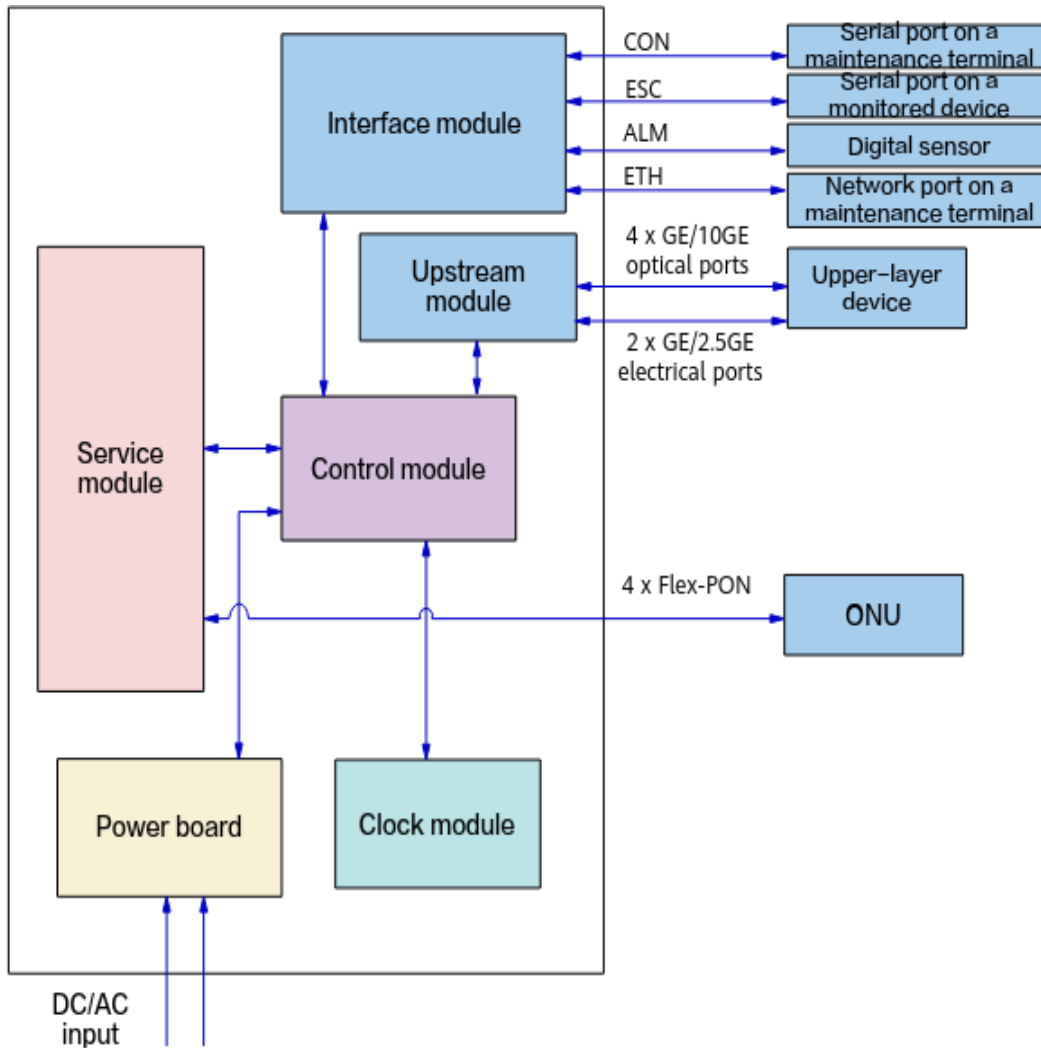 CON
Serial port on a
maintenance terminal
ESC
Serial port on a
monitored device
Interface module
ALM
Digital sensor
ETH
Network port on a
maintenance terminal
4 x GE/10GE
optical ports
Upstream
module
Upper-layer
device
2 x GE/2.5GE
electrical ports
Service
module
Control module
4 x Flex-PON
ONU
Power board
Clock module
DC/AC
input